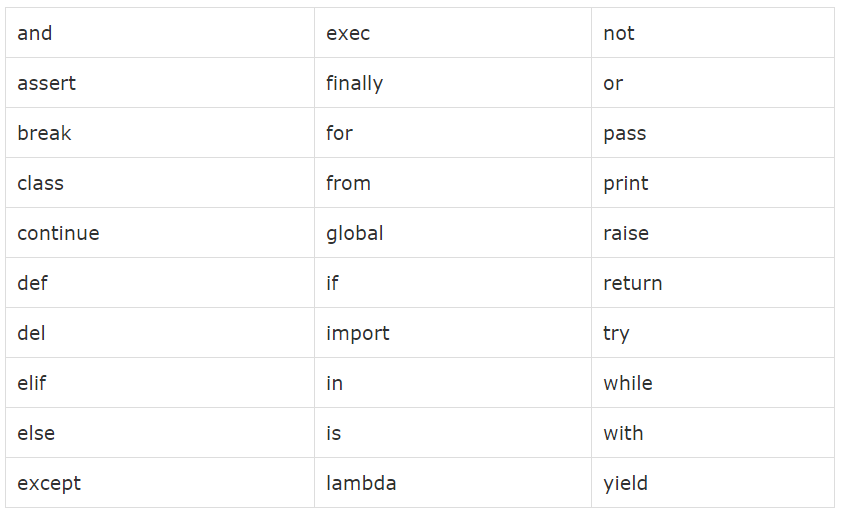 and exec not
assert finally or
break for pass
class from print
continue global raise
def if return
del import try
elif in while
else is with
except lambda yield